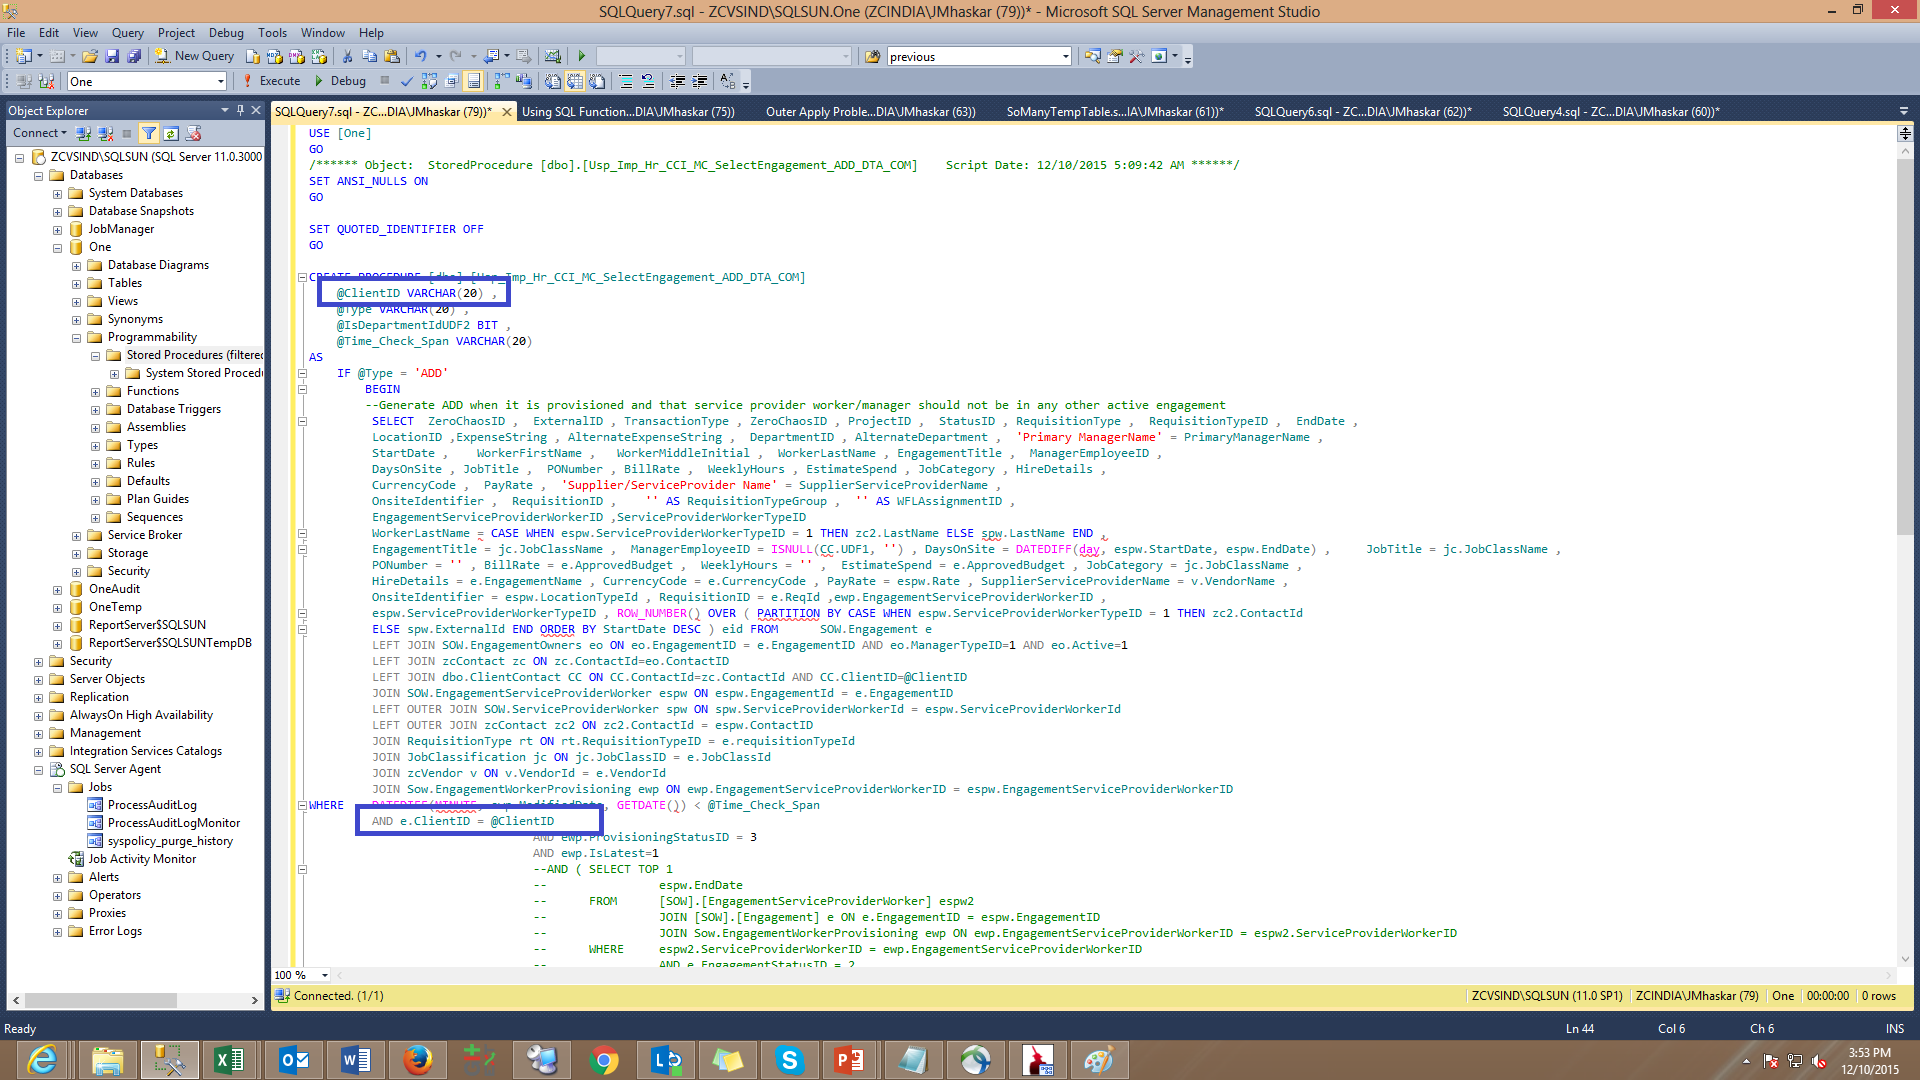 SQLQuery7.sql - ZCVSIND\SQLSUN.One (ZCINDIA\JMhaskar (79))* - Microsoft SQL Server Management Studio
File Edit View Query Project Debug Tools Window Help
New Query previous
One Execute Debug
Object Explorer
SQLQuery7.sql - ZC...DIA\JMhaskar (79))* Using SQL Function...DIA\JMhaskar (75)) Outer Apply Proble...DIA\JMhaskar (63)) SoManyTempTable.s...IA\JMhaskar (61))* SQLQuery6.sql - ZC...DIA\JMhaskar (62))* SQLQuery4.sql - ZC...DIA\JMhaskar (60))*
Connect
ZCVSIND\SQLSUN (SQL Server 11.0.3000
Databases
System Databases
Database Snapshots
JobManager
One
Database Diagrams
Tables
Views
Synonyms
Programmability
Stored Procedures (filtered
System Stored Procedu
Functions
Database Triggers
Assemblies
Types
Rules
Defaults
Plan Guides
Sequences
Service Broker
Storage
Security
OneAudit
OneTemp
ReportServer$SQLSUN
ReportServer$SQLSUNTempDB
Security
Server Objects
Replication
AlwaysOn High Availability
Management
Integration Services Catalogs
SQL Server Agent
Jobs
ProcessAuditLog
ProcessAuditLogMonitor
syspolicy_purge_history
Job Activity Monitor
Alerts
Operators
Proxies
Error Logs
USE [One]
GO
/****** Object:  StoredProcedure [dbo].[Usp_Imp_Hr_CCI_MC_SelectEngagement_ADD_DTA_COM]    Script Date: 12/10/2015 5:09:42 AM ******/
SET ANSI_NULLS ON
GO
SET QUOTED_IDENTIFIER OFF
GO
CREATE PROCEDURE [dbo].[Usp_Imp_Hr_CCI_MC_SelectEngagement_ADD_DTA_COM]
@ClientID VARCHAR(20) ,
@Type VARCHAR(20) ,
@IsDepartmentIdUDF2 BIT ,
@Time_Check_Span VARCHAR(20)
AS
IF @Type = 'ADD'
BEGIN
--Generate ADD when it is provisioned and that service provider worker/manager should not be in any other active engagement
SELECT  ZeroChaosID ,  ExternalID , TransactionType , ZeroChaosID , ProjectID ,  StatusID , RequisitionType ,  RequisitionTypeID ,  EndDate ,
LocationID ,ExpenseString , AlternateExpenseString ,  DepartmentID , AlternateDepartment ,  'Primary ManagerName' = PrimaryManagerName ,
StartDate ,    WorkerFirstName ,   WorkerMiddleInitial ,  WorkerLastName , EngagementTitle ,  ManagerEmployeeID ,
DaysOnSite , JobTitle ,  PONumber , BillRate ,  WeeklyHours , EstimateSpend , JobCategory , HireDetails ,
CurrencyCode ,  PayRate ,  'Supplier/ServiceProvider Name' = SupplierServiceProviderName ,
OnsiteIdentifier ,  RequisitionID ,    '' AS RequisitionTypeGroup ,  '' AS WFLAssignmentID ,
EngagementServiceProviderWorkerID ,ServiceProviderWorkerTypeID
WorkerLastName = CASE WHEN espw.ServiceProviderWorkerTypeID = 1 THEN zc2.LastName ELSE spw.LastName END ,
EngagementTitle = jc.JobClassName ,  ManagerEmployeeID = ISNULL(CC.UDF1, '') , DaysOnSite = DATEDIFF(day, espw.StartDate, espw.EndDate) ,     JobTitle = jc.JobClassName ,
PONumber = '' , BillRate = e.ApprovedBudget ,  WeeklyHours = '' ,  EstimateSpend = e.ApprovedBudget , JobCategory = jc.JobClassName ,
HireDetails = e.EngagementName , CurrencyCode = e.CurrencyCode , PayRate = espw.Rate , SupplierServiceProviderName = v.VendorName ,
OnsiteIdentifier = espw.LocationTypeId , RequisitionID = e.ReqId ,ewp.EngagementServiceProviderWorkerID ,
espw.ServiceProviderWorkerTypeID , ROW_NUMBER() OVER ( PARTITION BY CASE WHEN espw.ServiceProviderWorkerTypeID = 1 THEN zc2.ContactId
ELSE spw.ExternalId END ORDER BY StartDate DESC ) eid FROM      SOW.Engagement e
LEFT JOIN SOW.EngagementOwners eo ON eo.EngagementID = e.EngagementID AND eo.ManagerTypeID=1 AND eo.Active=1
LEFT JOIN zcContact zc ON zc.ContactId=eo.ContactID
LEFT JOIN dbo.ClientContact CC ON CC.ContactId=zc.ContactId AND CC.ClientID=@ClientID
JOIN SOW.EngagementServiceProviderWorker espw ON espw.EngagementId = e.EngagementID
LEFT OUTER JOIN SOW.ServiceProviderWorker spw ON spw.ServiceProviderWorkerId = espw.ServiceProviderWorkerId
LEFT OUTER JOIN zcContact zc2 ON zc2.ContactId = espw.ContactID
JOIN RequisitionType rt ON rt.RequisitionTypeID = e.requisitionTypeId
JOIN JobClassification jc ON jc.JobClassID = e.JobClassId
JOIN zcVendor v ON v.VendorId = e.VendorId
JOIN Sow.EngagementWorkerProvisioning ewp ON ewp.EngagementServiceProviderWorkerID = espw.EngagementServiceProviderWorkerID
WHERE    DATEDIFF(MINUTE, ewp.ModifiedDate, GETDATE()) < @Time_Check_Span
AND e.ClientID = @ClientID
AND ewp.ProvisioningStatusID = 3
AND ewp.IsLatest=1
--AND ( SELECT TOP 1
--                espw.EndDate
--      FROM      [SOW].[EngagementServiceProviderWorker] espw2
--                JOIN [SOW].[Engagement] e ON e.EngagementID = espw.EngagementID
--                JOIN Sow.EngagementWorkerProvisioning ewp ON ewp.EngagementServiceProviderWorkerID = espw2.ServiceProviderWorkerID
--      WHERE     espw2.ServiceProviderWorkerID = ewp.EngagementServiceProviderWorkerID
--                AND e.EngagementStatusID = 2
100 %
Connected. (1/1) ZCVSIND\SQLSUN (11.0 SP1) ZCINDIA\JMhaskar (79) One 00:00:00 0 rows
Ready Ln 44 Col 6 Ch 6 INS
3:53 PM
12/10/2015